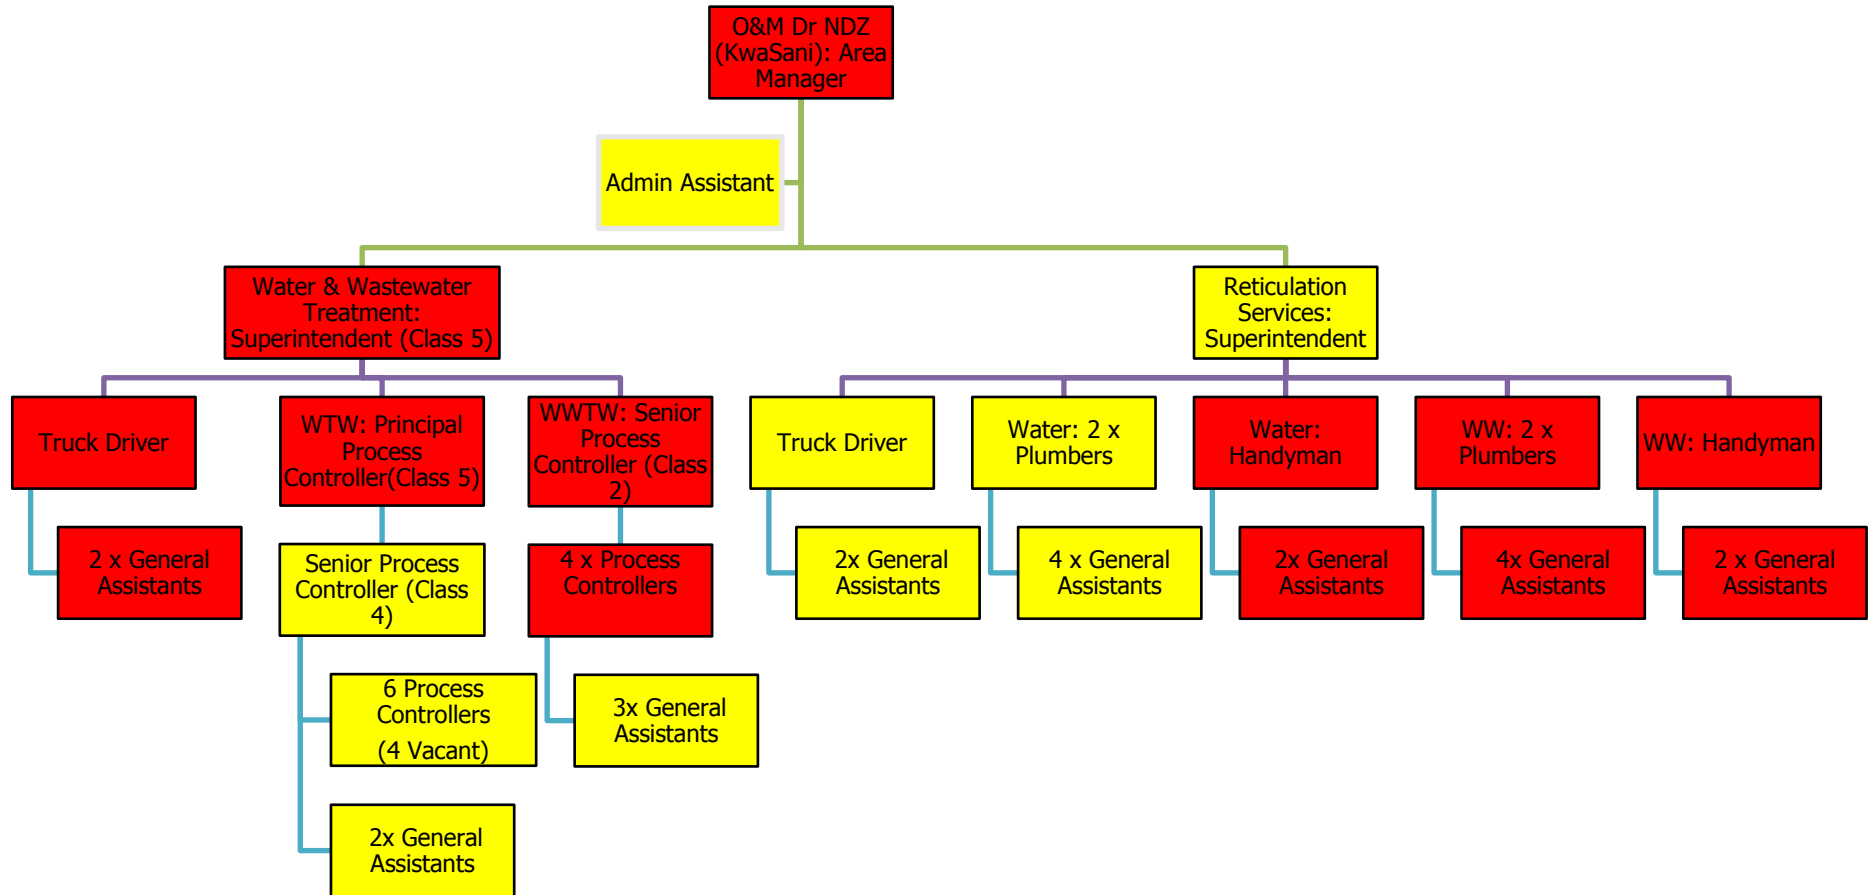 O&M Dr NDZ
(KwaSani): Area
Manager
Admin Assistant
Water & Wastewater
Treatment:
Superintendent (Class 5)
Reticulation
Services:
Superintendent
Truck Driver
WTW: Principal
Process
Controller(Class 5)
WWTW: Senior
Process
Controller (Class
2)
Truck Driver
Water: 2 x
Plumbers
Water:
Handyman
WW: 2 x
Plumbers
WW: Handyman
2 x General
Assistants
Senior Process
Controller (Class
4)
4 x Process
Controllers
2x General
Assistants
4 x General
Assistants
2x General
Assistants
4x General
Assistants
2 x General
Assistants
6 Process
Controllers
(4 Vacant)
3x General
Assistants
2x General
Assistants